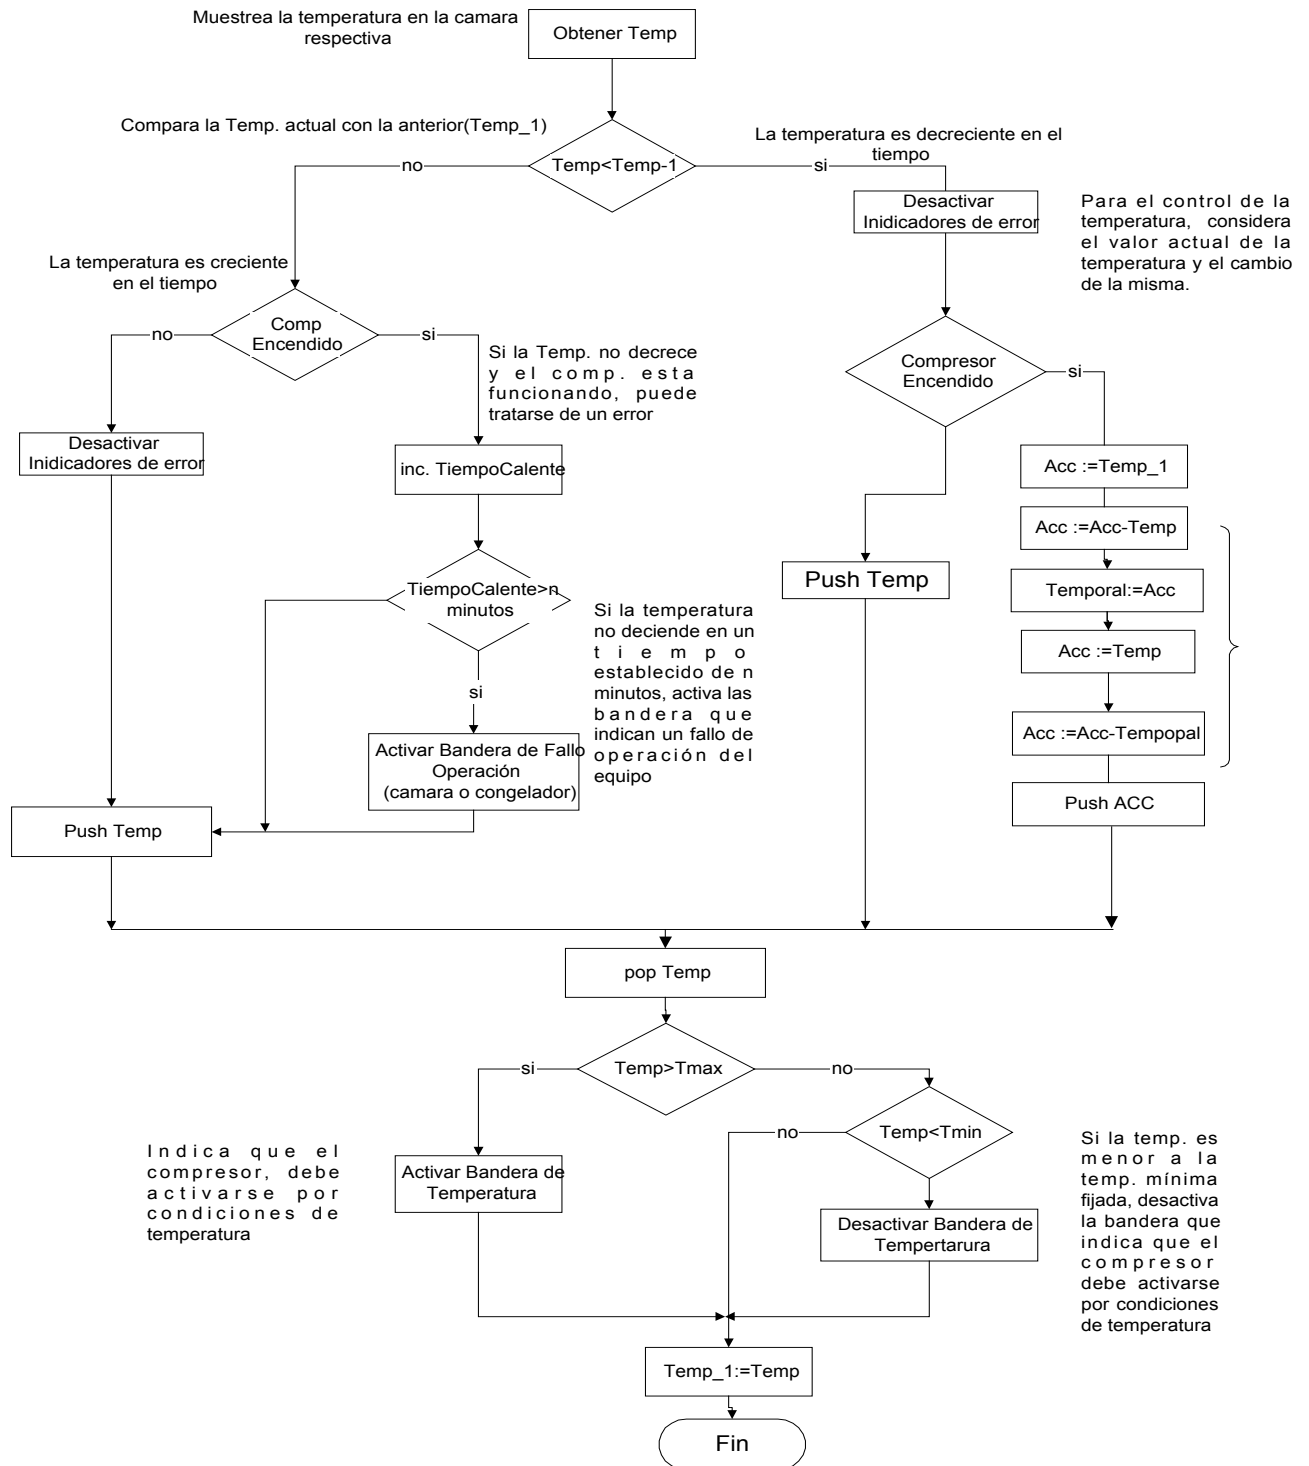 Muestrea la temperatura en la camara
respectiva
Obtener Temp
Compara la Temp. actual con la anterior(Temp_1)
La temperatura es decreciente en el
tiempo
no
Temp<Temp-1
si
Desactivar
Inidicadores de error
Para el control de la
temperatura, considera
el valor actual de la
temperatura y el cambio
de la misma.
La temperatura es creciente
en el tiempo
no
Comp
Encendido
si
Si la Temp. no decrece
y el comp. esta
funcionando, puede
tratarse de un error
Compresor
Encendido
si
Desactivar
Inidicadores de error
inc. TiempoCalente
Acc :=Temp_1
Acc :=Acc-Temp
Push Temp
Temporal:=Acc
TiempoCalente>n
minutos
Si la temperatura
no deciende en un
tiempo
establecido de n
minutos, activa las
bandera que
indican un fallo de
operación del
equipo
Acc :=Temp
si
Acc :=Acc-Tempopal
Activar Bandera de Fallo
Operación
(camara o congelador)
Push ACC
Push Temp
pop Temp
si
Temp>Tmax
no
no
Temp<Tmin
Indica que el
compresor, debe
activarse por
condiciones de
temperatura
Activar Bandera de
Temperatura
Si la temp. es
menor a la
temp. mínima
fijada, desactiva
la bandera que
indica que el
compresor
debe activarse
por condiciones
de temperatura
Desactivar Bandera de
Tempertarura
Temp_1:=Temp
Fin